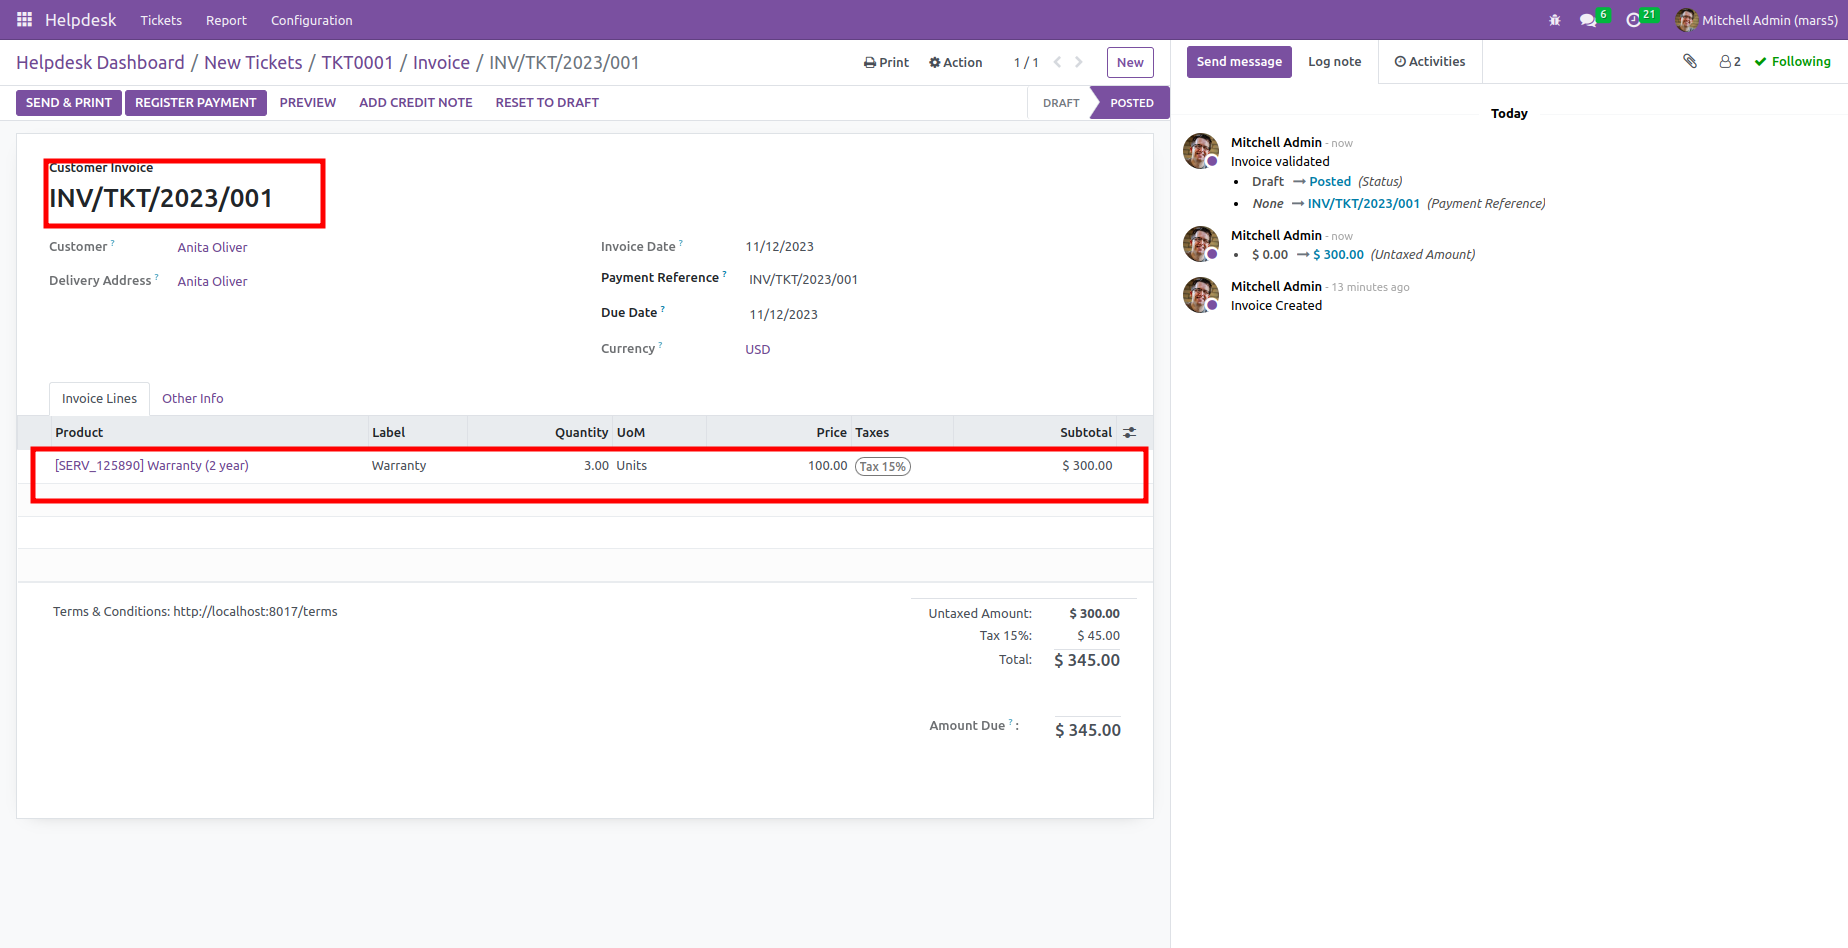 Helpdesk Tickets Report Configuration 6 21 Mitchell Admin (mars5)
Helpdesk Dashboard / New Tickets / TKT0001 / Invoice / INV/TKT/2023/001 Print Action 1 / 1 New
SEND & PRINT REGISTER PAYMENT PREVIEW ADD CREDIT NOTE RESET TO DRAFT DRAFT POSTED
Customer Invoice
INV/TKT/2023/001
Customer ? Anita Oliver
Delivery Address ? Anita Oliver
Invoice Date ? 11/12/2023
Payment Reference ? INV/TKT/2023/001
Due Date ? 11/12/2023
Currency ? USD
Invoice Lines Other Info
Product Label Quantity UoM Price Taxes Subtotal
[SERV_125890] Warranty (2 year) Warranty 3.00 Units 100.00 Tax 15% $ 300.00
Terms & Conditions: http://localhost:8017/terms
Untaxed Amount: $ 300.00
Tax 15%: $ 45.00
Total: $ 345.00
Amount Due ? : $ 345.00
Send message Log note Activities 2 Following
Today
Mitchell Admin - now
Invoice validated
• Draft → Posted (Status)
• None → INV/TKT/2023/001 (Payment Reference)
Mitchell Admin - now
• $ 0.00 → $ 300.00 (Untaxed Amount)
Mitchell Admin - 13 minutes ago
Invoice Created